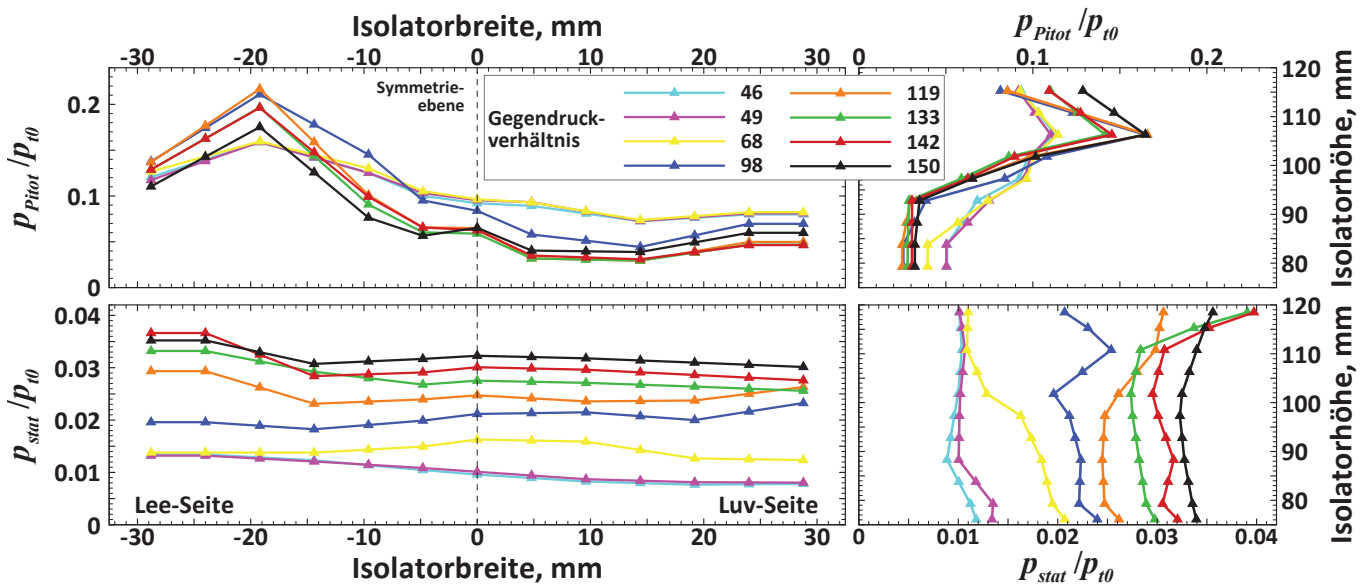 Isolatorbreite, mm
-30 -20 -10 0 10 20 30
p_Pitot /p_t0
0 0.1 0.2
Symmetrie-
ebene
Gegendruck-
verhältnis
46 119
49 133
68 142
98 150
p_Pitot /p_t0
0.2
0.1
0
120
110
100
90
80
Isolatorhöhe, mm
p_stat /p_t0
0.04
0.03
0.02
0.01
0
Lee-Seite Luv-Seite
-30 -20 -10 0 10 20 30
Isolatorbreite, mm
120
110
100
90
80
Isolatorhöhe, mm
0.01 0.02 0.03 0.04
p_stat /p_t0